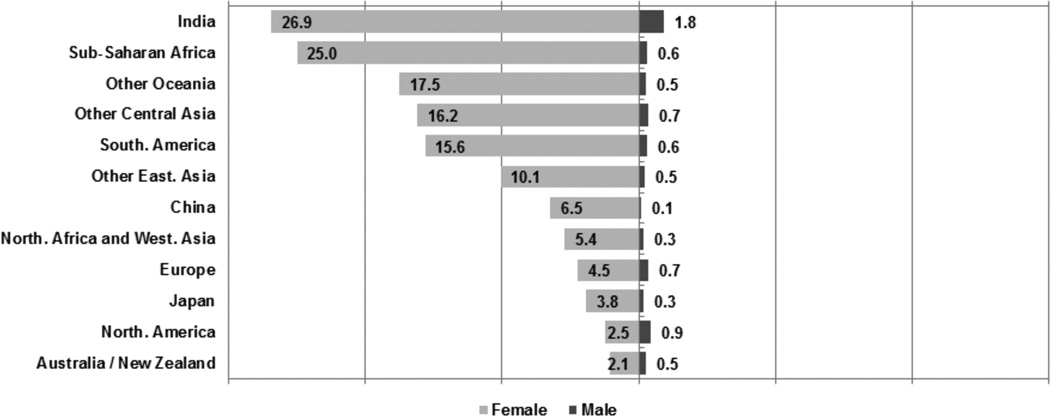 India 26.9 1.8
Sub-Saharan Africa 25.0 0.6
Other Oceania 17.5 0.5
Other Central Asia 16.2 0.7
South. America 15.6 0.6
Other East. Asia 10.1 0.5
China 6.5 0.1
North. Africa and West. Asia 5.4 0.3
Europe 4.5 0.7
Japan 3.8 0.3
North. America 2.5 0.9
Australia / New Zealand 2.1 0.5
Female Male